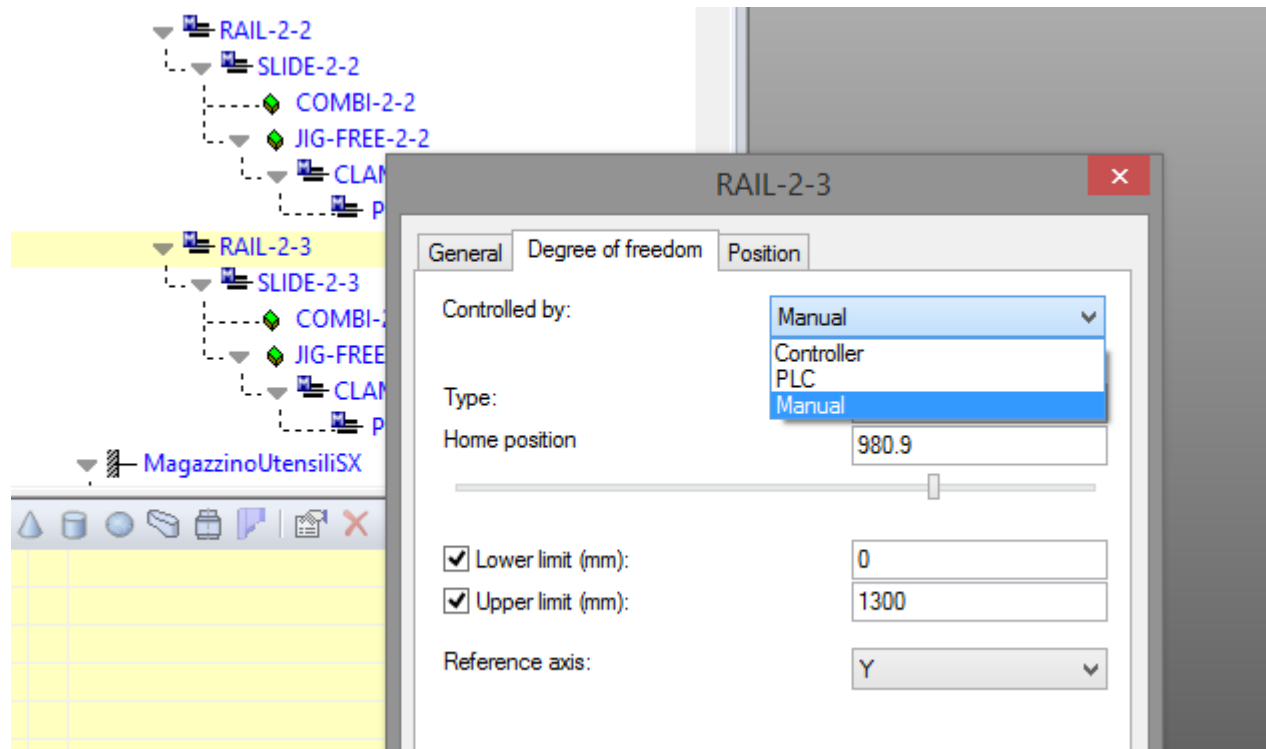 RAIL-2-2
SLIDE-2-2
COMBI-2-2
JIG-FREE-2-2
RAIL-2-3
SLIDE-2-3
JIG-FREE
MagazzinoUtensiliSX
RAIL-2-3
General Degree of freedom Position
Controlled by: Manual
Controller
PLC
Manual
Type:
Home position 980.9
Lower limit (mm): 0
Upper limit (mm): 1300
Reference axis: Y